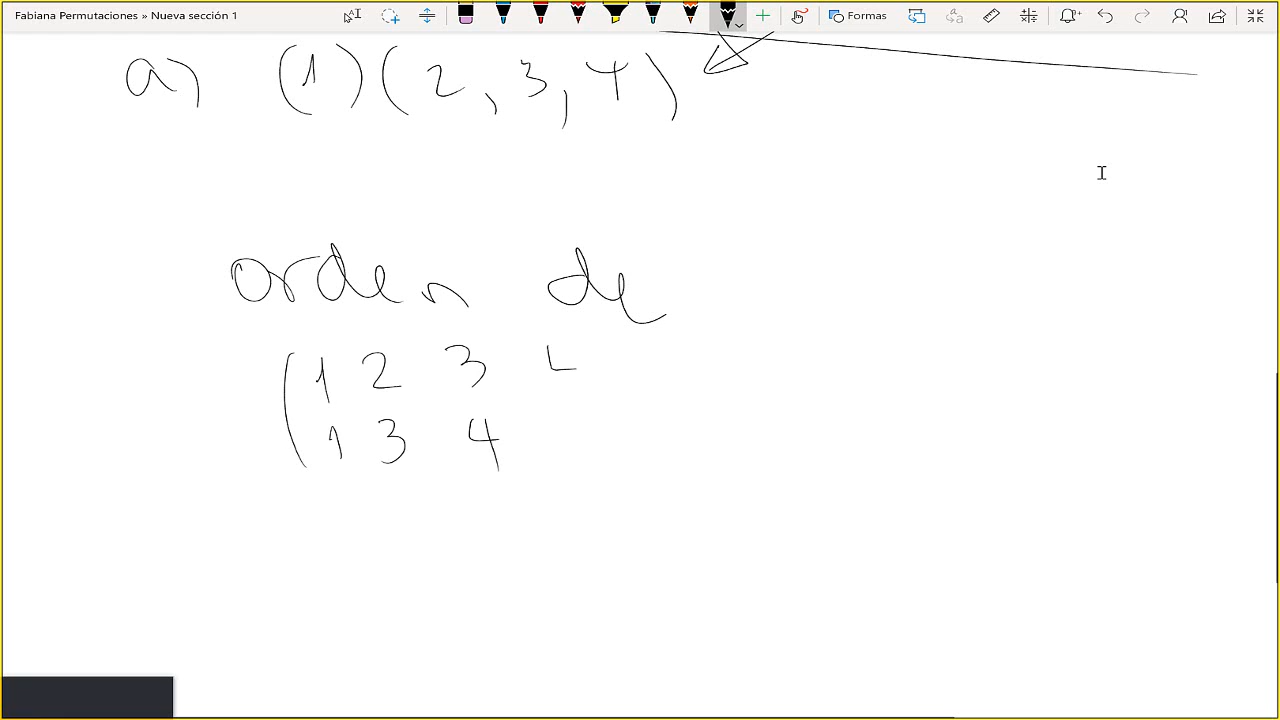 Fabiana Permutaciones » Nueva sección 1
Formas
a) (1)(2, 3, 4)
orden de
(1 2 3
1 3 4